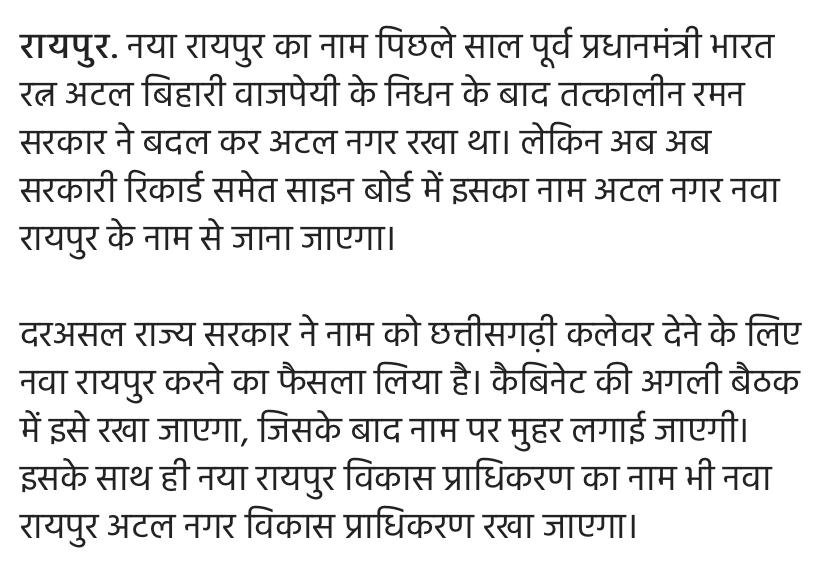 रायपुर. नया रायपुर का नाम पिछले साल पूर्व प्रधानमंत्री भारत
रत्न अटल बिहारी वाजपेयी के निधन के बाद तत्कालीन रमन
सरकार ने बदल कर अटल नगर रखा था। लेकिन अब अब
सरकारी रिकार्ड समेत साइन बोर्ड में इसका नाम अटल नगर नवा
रायपुर के नाम से जाना जाएगा।
दरअसल राज्य सरकार ने नाम को छत्तीसगढ़ी कलेवर देने के लिए
नवा रायपुर करने का फैसला लिया है। कैबिनेट की अगली बैठक
में इसे रखा जाएगा, जिसके बाद नाम पर मुहर लगाई जाएगी।
इसके साथ ही नया रायपुर विकास प्राधिकरण का नाम भी नवा
रायपुर अटल नगर विकास प्राधिकरण रखा जाएगा।